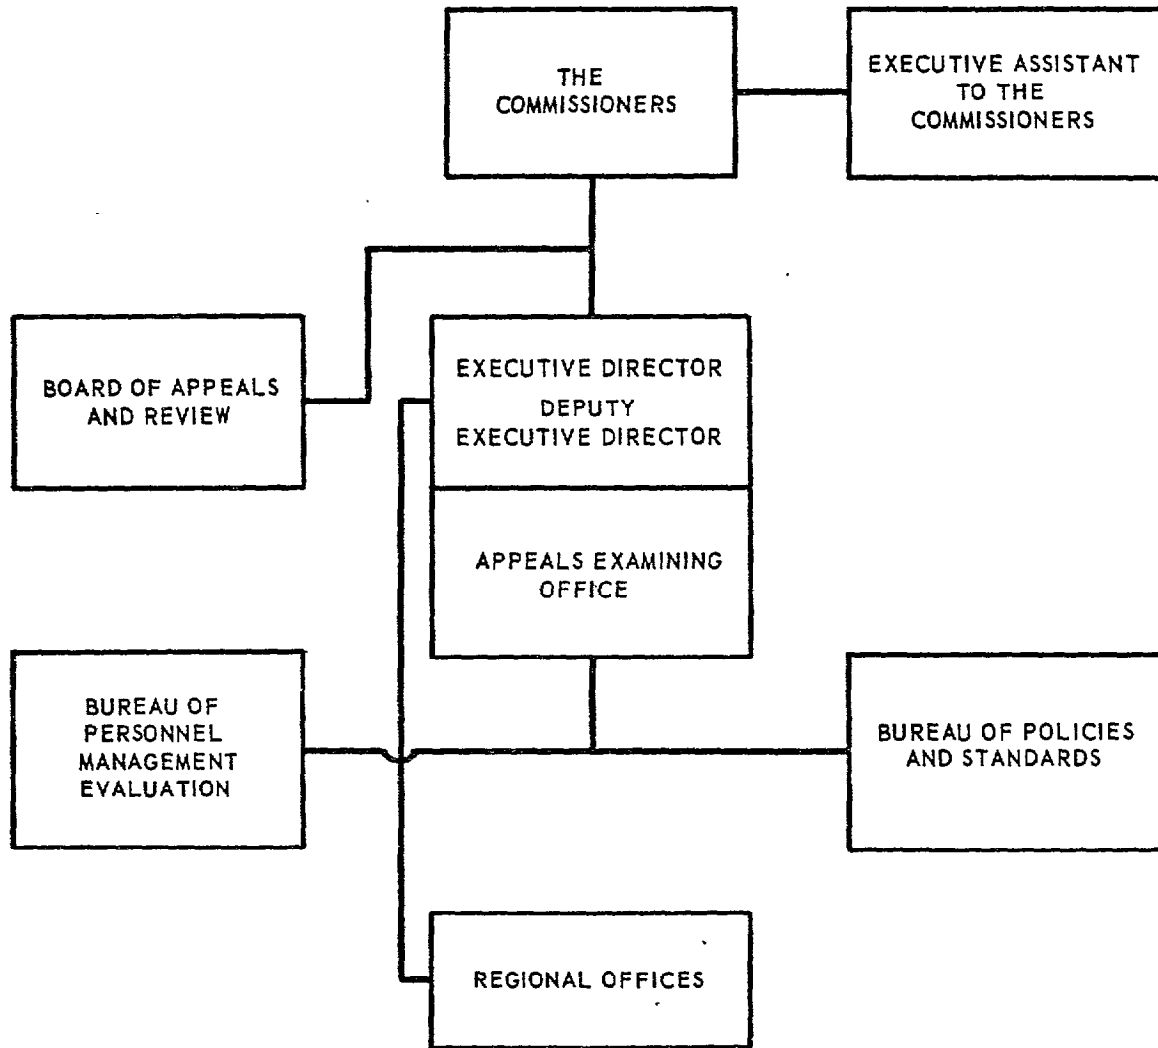 THE
COMMISSIONERS
EXECUTIVE ASSISTANT
TO THE
COMMISSIONERS
BOARD OF APPEALS
AND REVIEW
EXECUTIVE DIRECTOR
DEPUTY
EXECUTIVE DIRECTOR
APPEALS EXAMINING
OFFICE
BUREAU OF
PERSONNEL
MANAGEMENT
EVALUATION
BUREAU OF POLICIES
AND STANDARDS
REGIONAL OFFICES